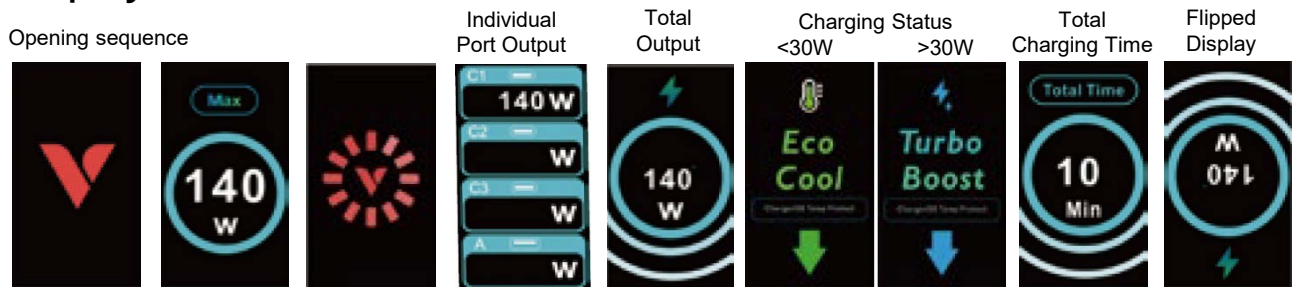 Opening sequence
Individual
Port Output
Total
Output
Charging Status
<30W
>30W
Total
Charging Time
Flipped
Display
Max
140
W
C1
140 W
C2
W
C3
W
A
W
140
W
Eco
Cool
Turbo
Boost
Total Time
10
Min
140
W